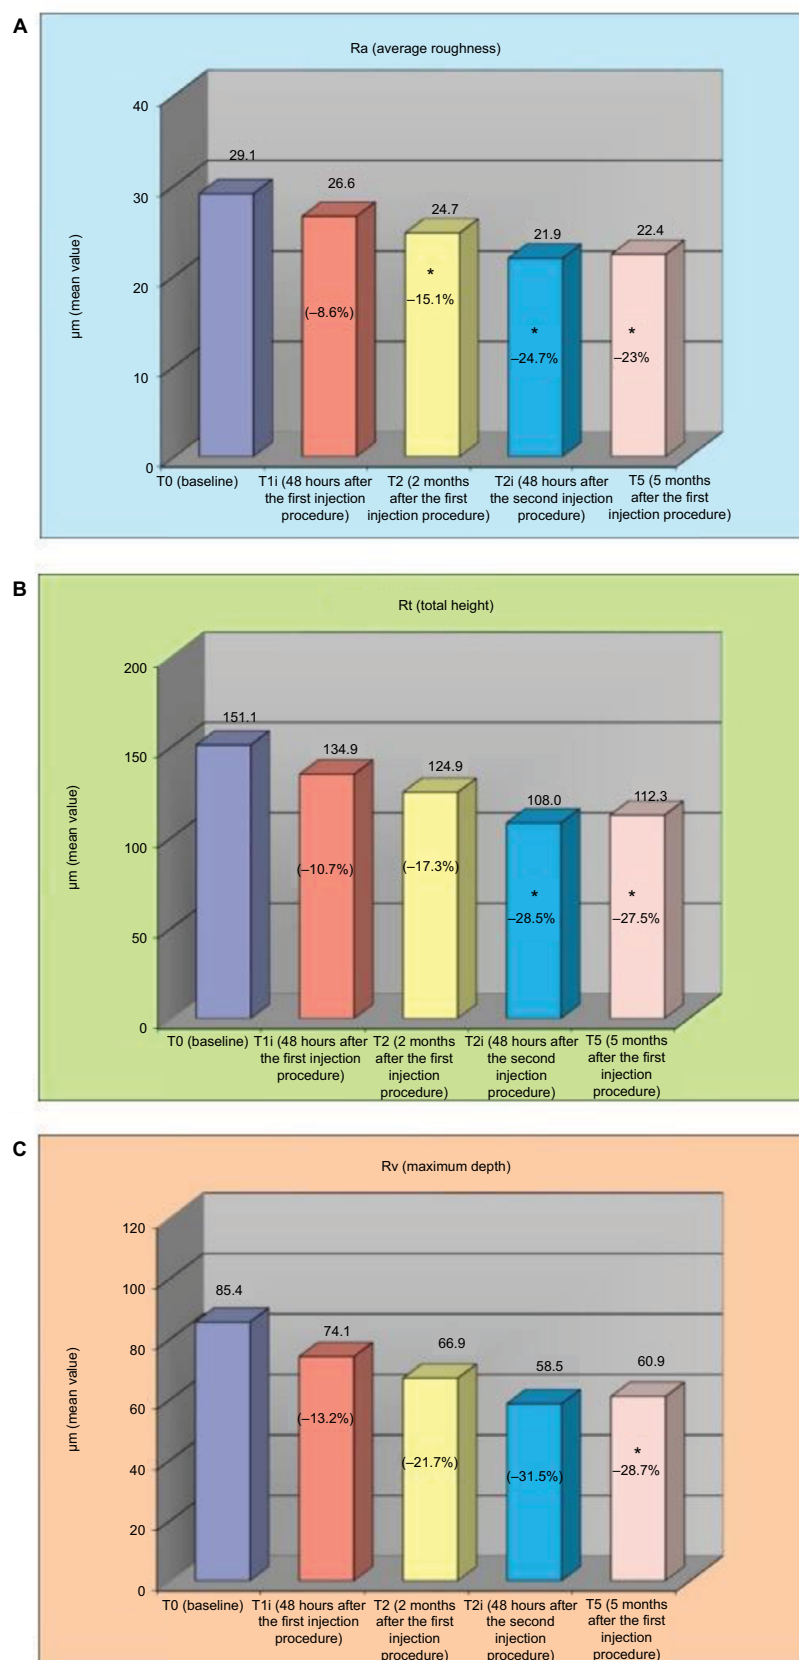 A
Ra (average roughness)
µm (mean value)
40
30
20
10
0
29.1
26.6
24.7
21.9
22.4
(–8.6%)
*
–15.1%
*
–24.7%
*
–23%
T0 (baseline)
T1i (48 hours after
the first injection
procedure)
T2 (2 months
after the first
injection procedure)
T2i (48 hours after
the second injection
procedure)
T5 (5 months
after the first
injection procedure)
B
Rt (total height)
µm (mean value)
200
150
100
50
0
151.1
134.9
124.9
108.0
112.3
(–10.7%)
(–17.3%)
*
–28.5%
*
–27.5%
T0 (baseline)
T1i (48 hours after
the first injection
procedure)
T2 (2 months
after the first
injection
procedure)
T2i (48 hours after
the second
injection
procedure)
T5 (5 months
after the first
injection
procedure)
C
Rv (maximum depth)
µm (mean value)
120
100
80
60
40
20
0
85.4
74.1
66.9
58.5
60.9
(–13.2%)
(–21.7%)
(–31.5%)
*
–28.7%
T0 (baseline)
T1i (48 hours after
the first injection
procedure)
T2 (2 months
after the first
injection
procedure)
T2i (48 hours after
the second
injection
procedure)
T5 (5 months
after the first
injection
procedure)